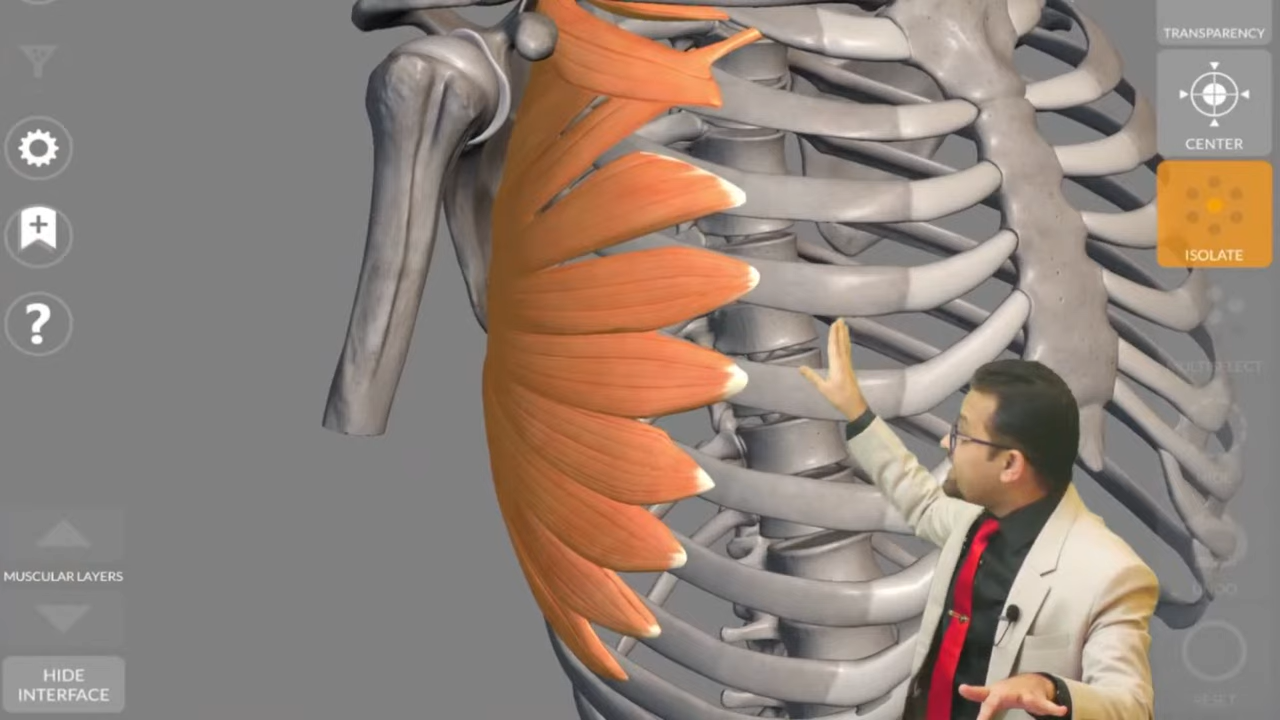 TRANSPARENCY
CENTER
ISOLATE
?
MUSCULAR LAYERS
HIDE
INTERFACE